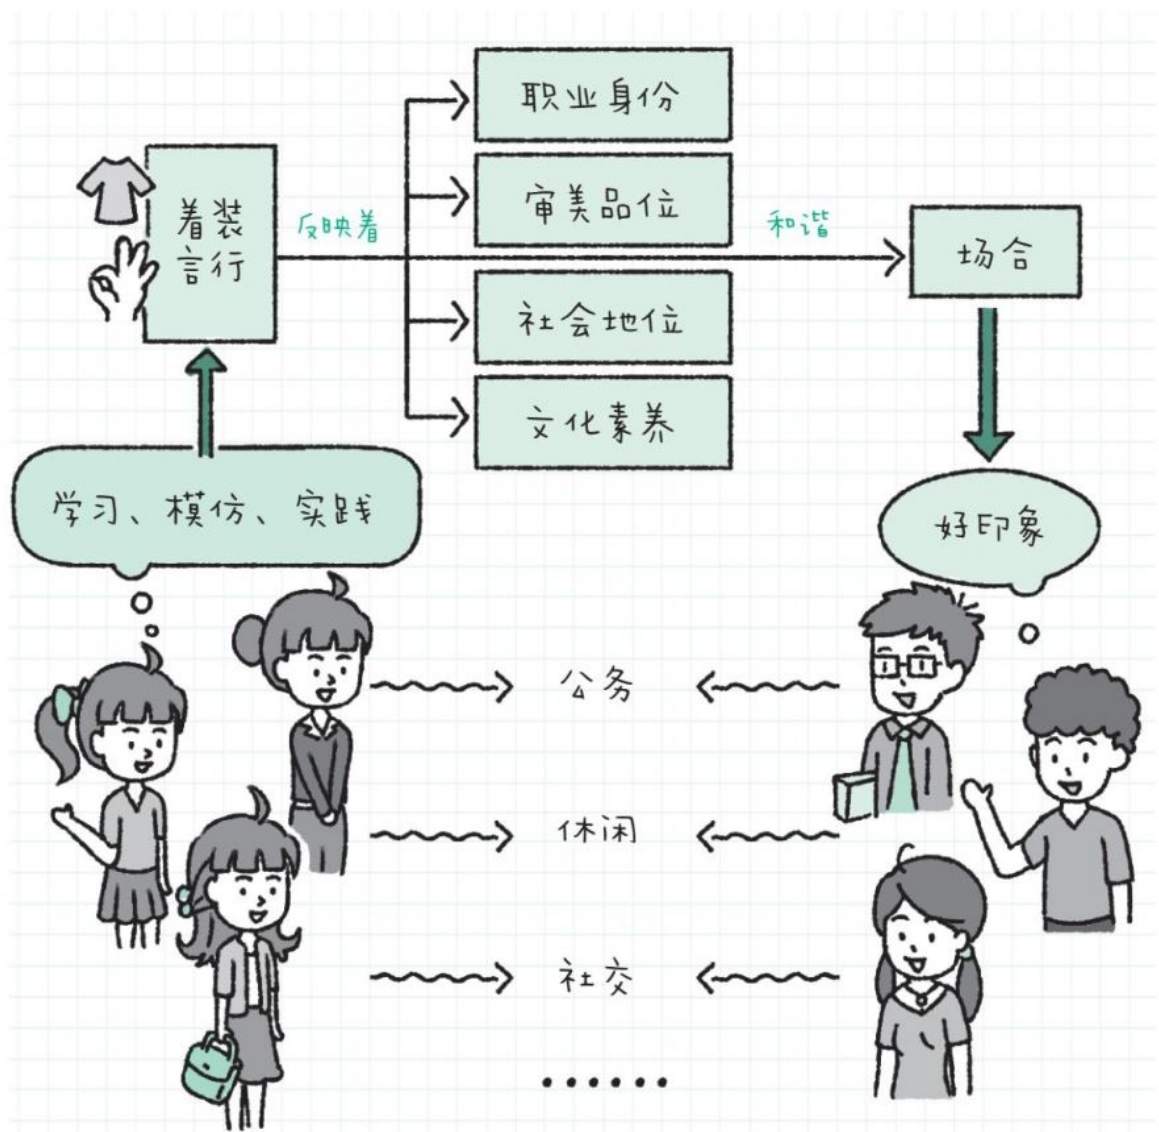 职业身份
审美品位
着装
言行
反映着
和谐
场合
社会地位
文化素养
学习、模仿、实践
好印象
公务
休闲
社交
......